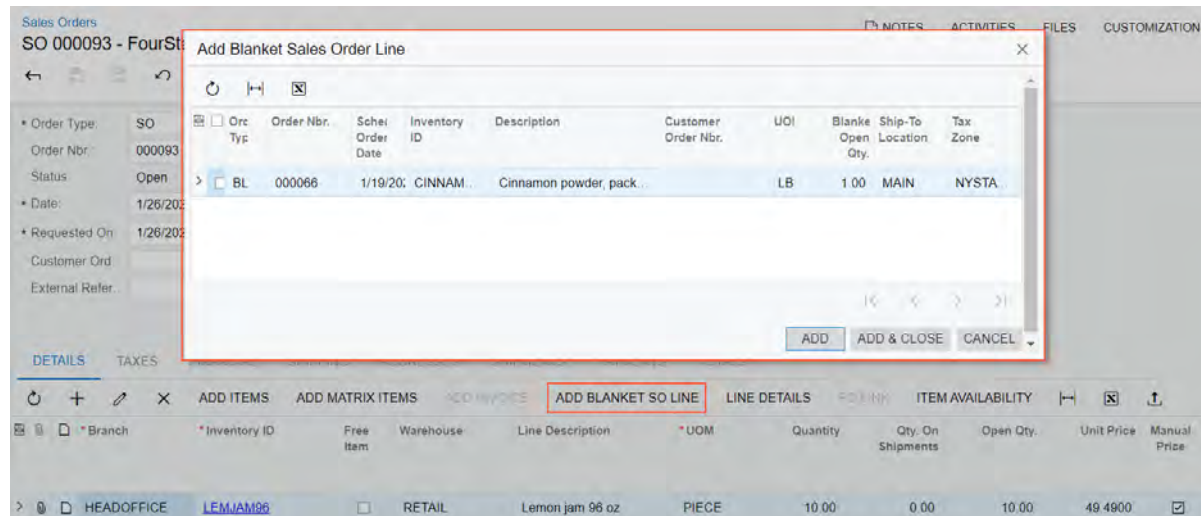 Sales Orders
NOTES ACTIVITIES FILES CUSTOMIZATION
SO 000093 - FourSta
Add Blanket Sales Order Line
* Order Type: SO
Order Nbr.: 000093
Status Open
* Date: 1/26/202
* Requested On 1/26/202
Customer Ord
External Refer..
Orc Typ Order Nbr. Schec Order Date Inventory ID Description Customer Order Nbr. UOI Blanke Open Qty. Ship-To Location Tax Zone
BL 000066 1/19/20: CINNAM.. Cinnamon powder, pack... LB 1.00 MAIN NYSTA..
ADD ADD & CLOSE CANCEL
DETAILS TAXES
ADD ITEMS ADD MATRIX ITEMS ADD INVOICE ADD BLANKET SO LINE LINE DETAILS PO LINK ITEM AVAILABILITY
* Branch * Inventory ID Free Item Warehouse Line Description * UOM Quantity Qty. On Shipments Open Qty. Unit Price Manual Price
HEADOFFICE LEMJAM96 RETAIL Lemon jam 96 oz PIECE 10.00 0.00 10.00 49.4900